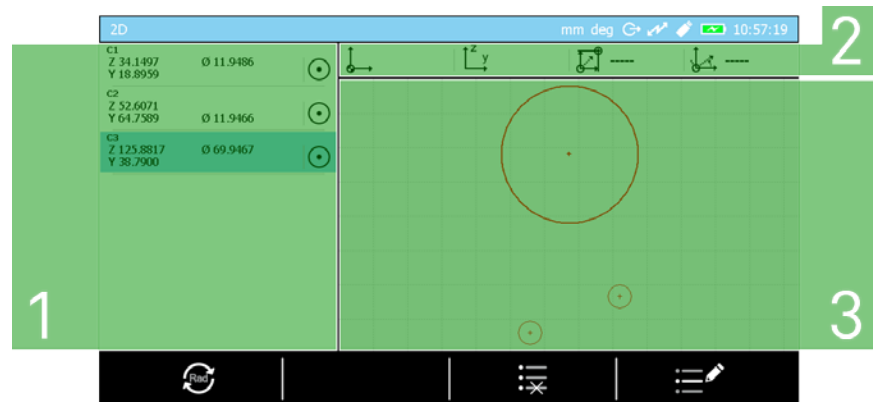 2D
mm deg 10:57:19
2
C1
Z 34.1497 Ø 11.9486
Y 18.8959
z
y
-----
----
C2
Z 52.6071
Y 64.7589 Ø 11.9466
C3
Z 125.8817 Ø 69.9467
Y 38.7900
1
3
Rad